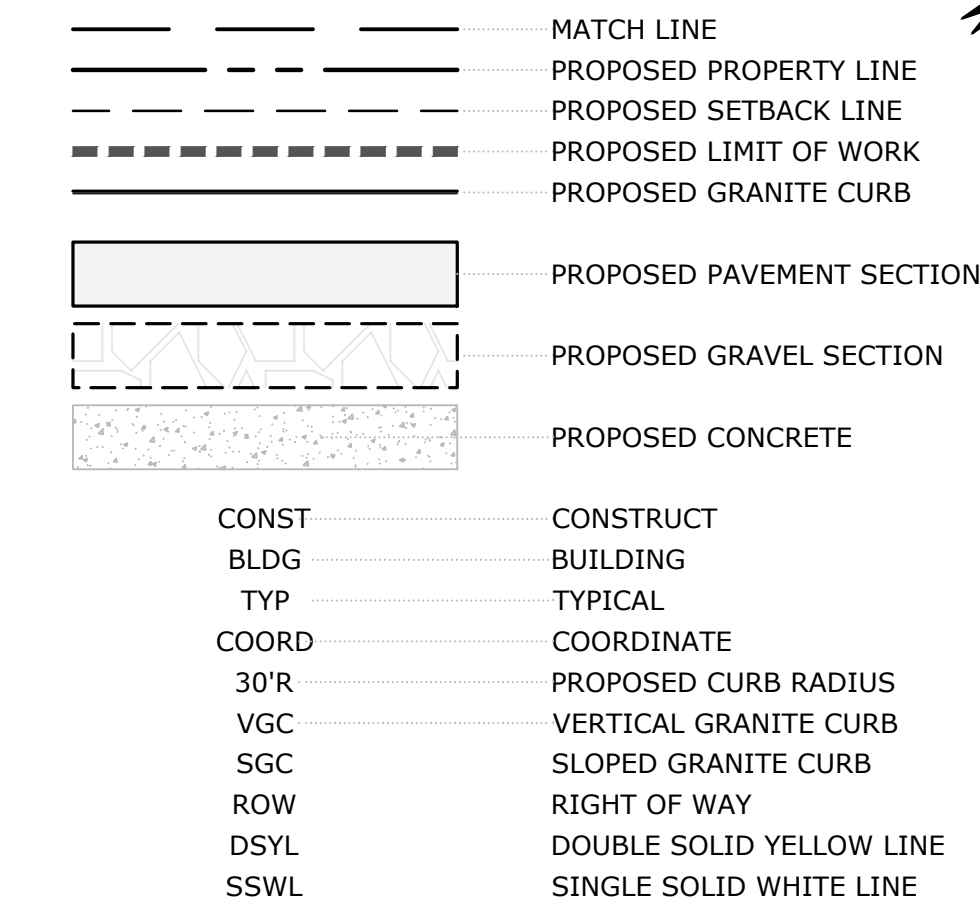 MATCH LINE
PROPOSED PROPERTY LINE
PROPOSED SETBACK LINE
PROPOSED LIMIT OF WORK
PROPOSED GRANITE CURB
PROPOSED PAVEMENT SECTION
PROPOSED GRAVEL SECTION
PROPOSED CONCRETE
CONST CONSTRUCT
BLDG BUILDING
TYP TYPICAL
COORD COORDINATE
30'R PROPOSED CURB RADIUS
VGC VERTICAL GRANITE CURB
SGC SLOPED GRANITE CURB
ROW RIGHT OF WAY
DSYL DOUBLE SOLID YELLOW LINE
SSWL SINGLE SOLID WHITE LINE